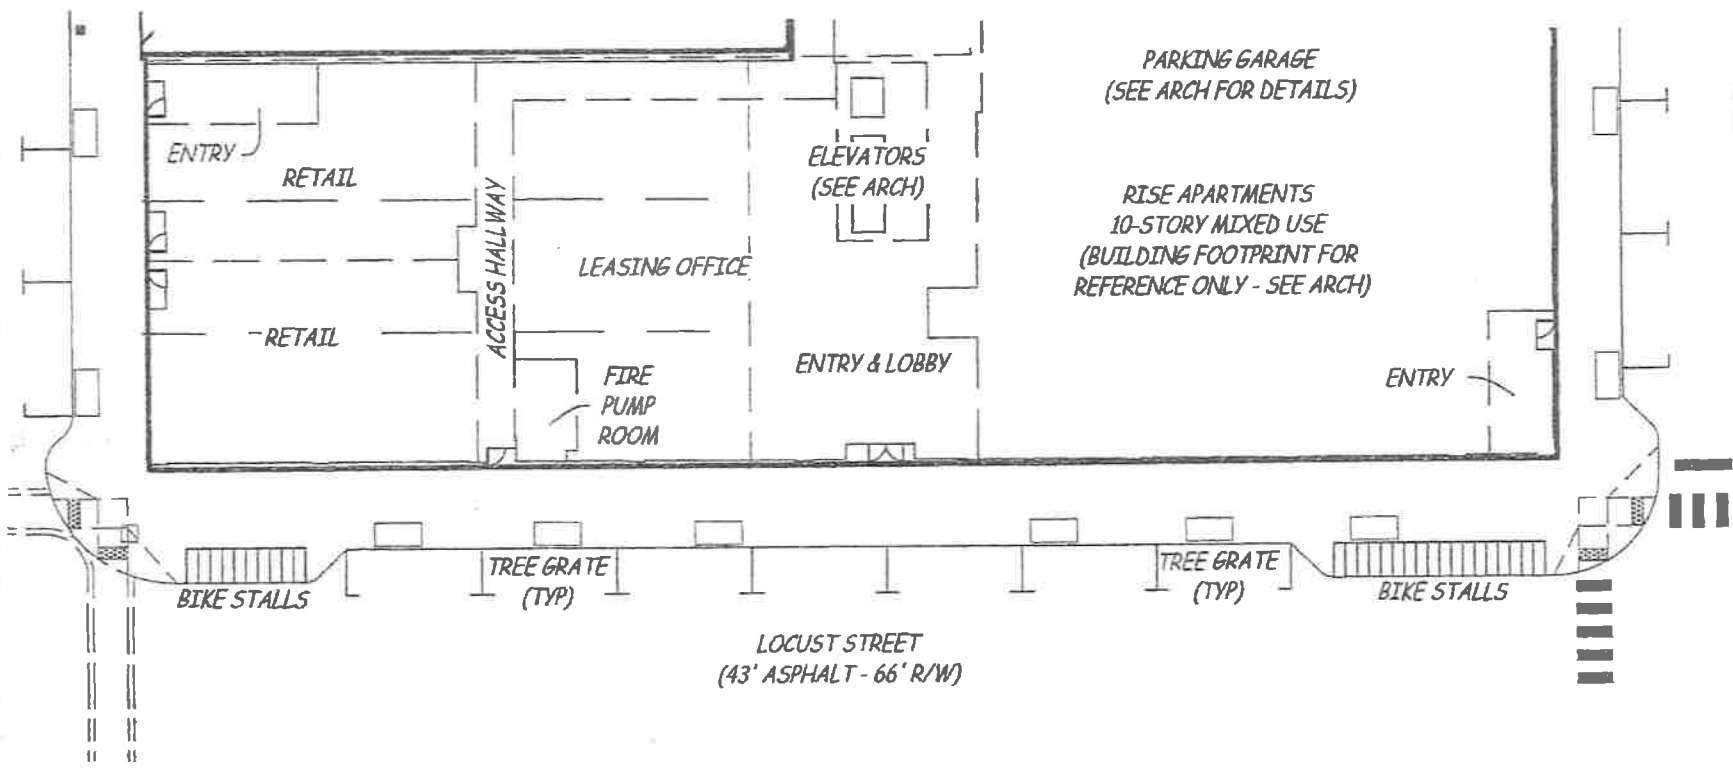 PARKING GARAGE
(SEE ARCH FOR DETAILS)
ENTRY
RETAIL
ACCESS HALLWAY
ELEVATORS
(SEE ARCH)
RISE APARTMENTS
10-STORY MIXED USE
(BUILDING FOOTPRINT FOR
REFERENCE ONLY - SEE ARCH)
LEASING OFFICE
RETAIL
FIRE
PUMP
ROOM
ENTRY & LOBBY
ENTRY
BIKE STALLS
TREE GRATE
(TYP)
TREE GRATE
(TYP)
BIKE STALLS
LOCUST STREET
(43' ASPHALT - 66' R/W)